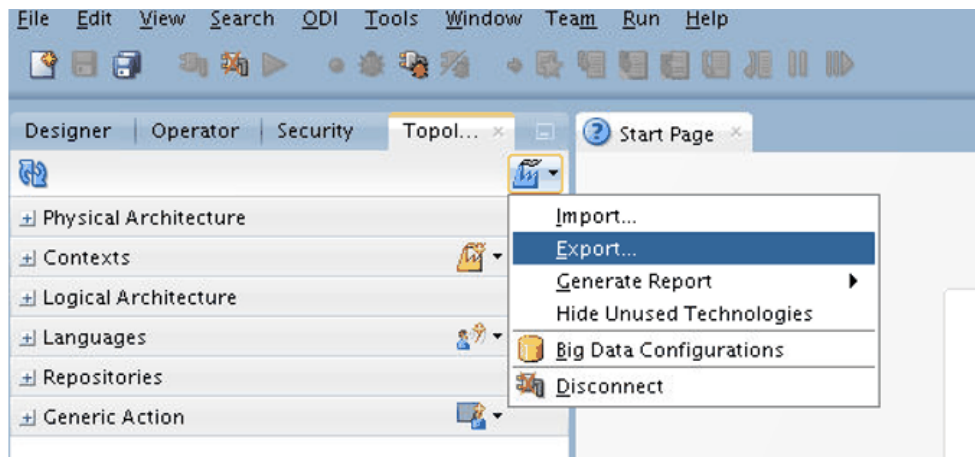 File Edit View Search ODI Tools Window Team Run Help
Designer Operator Security Topol... Start Page
Physical Architecture
Contexts
Logical Architecture
Languages
Repositories
Generic Action
Import...
Export...
Generate Report
Hide Unused Technologies
Big Data Configurations
Disconnect